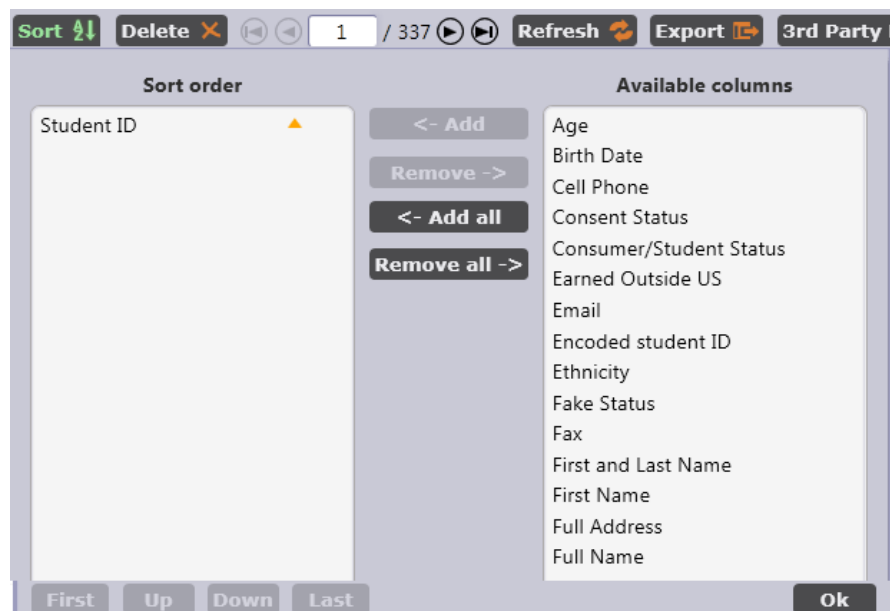 Sort Delete 1 / 337 Refresh Export 3rd Party
Sort order
Student ID
<- Add
Remove ->
<- Add all
Remove all ->
Available columns
Age
Birth Date
Cell Phone
Consent Status
Consumer/Student Status
Earned Outside US
Email
Encoded student ID
Ethnicity
Fake Status
Fax
First and Last Name
First Name
Full Address
Full Name
First Up Down Last Ok